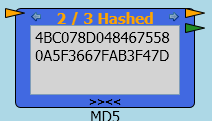 2 / 3 Hashed
4BC078D048467558
0A5F3667FAB3F47D
>><<
MD5